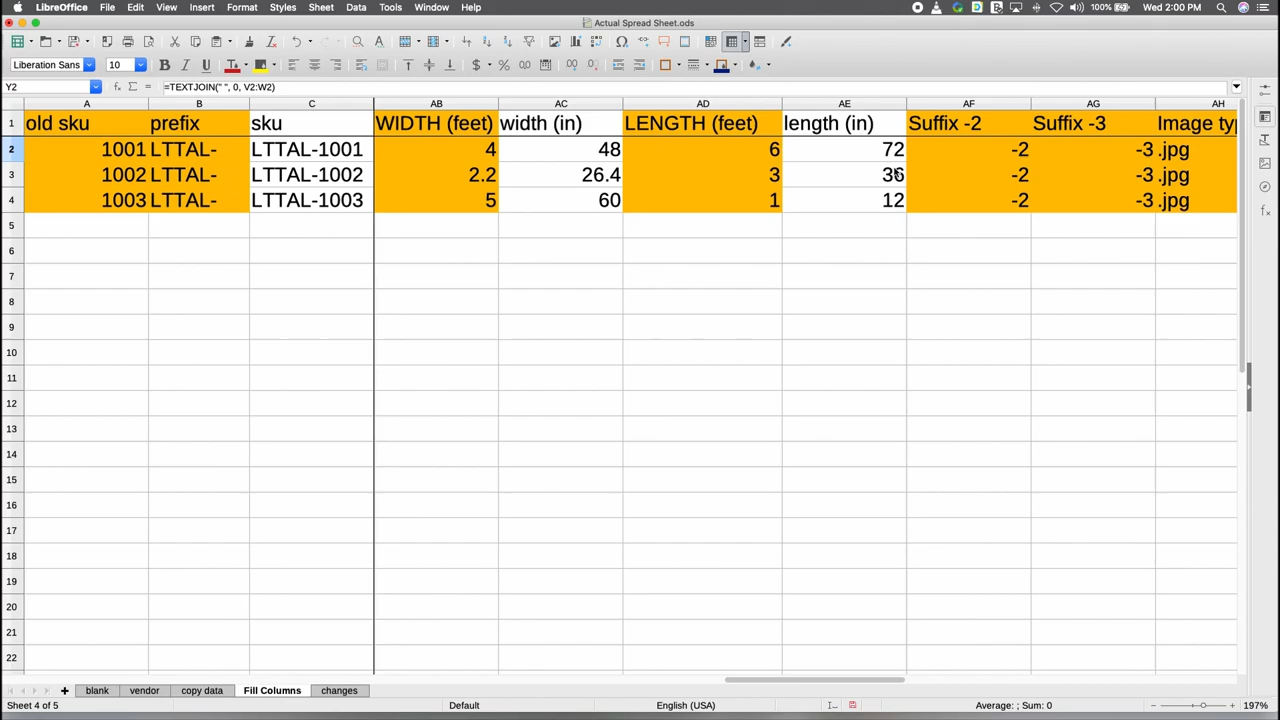 LibreOffice File Edit View Insert Format Styles Sheet Data Tools Window Help 100% Wed 2:00 PM
Actual Spread Sheet.ods
Liberation Sans 10
Y2 =TEXTJOIN(" ", 0, V2:W2)
A B C AB AC AD AE AF AG AH
1 old sku prefix sku WIDTH (feet) width (in) LENGTH (feet) length (in) Suffix -2 Suffix -3 Image ty
2 1001 LTTAL- LTTAL-1001 4 48 6 72 -2 -3 .jpg
3 1002 LTTAL- LTTAL-1002 2.2 26.4 3 36 -2 -3 .jpg
4 1003 LTTAL- LTTAL-1003 5 60 1 12 -2 -3 .jpg
5
6
7
8
9
10
11
12
13
14
15
16
17
18
19
20
21
22
blank vendor copy data Fill Columns changes
Sheet 4 of 5 Default English (USA) Average: ; Sum: 0 197%